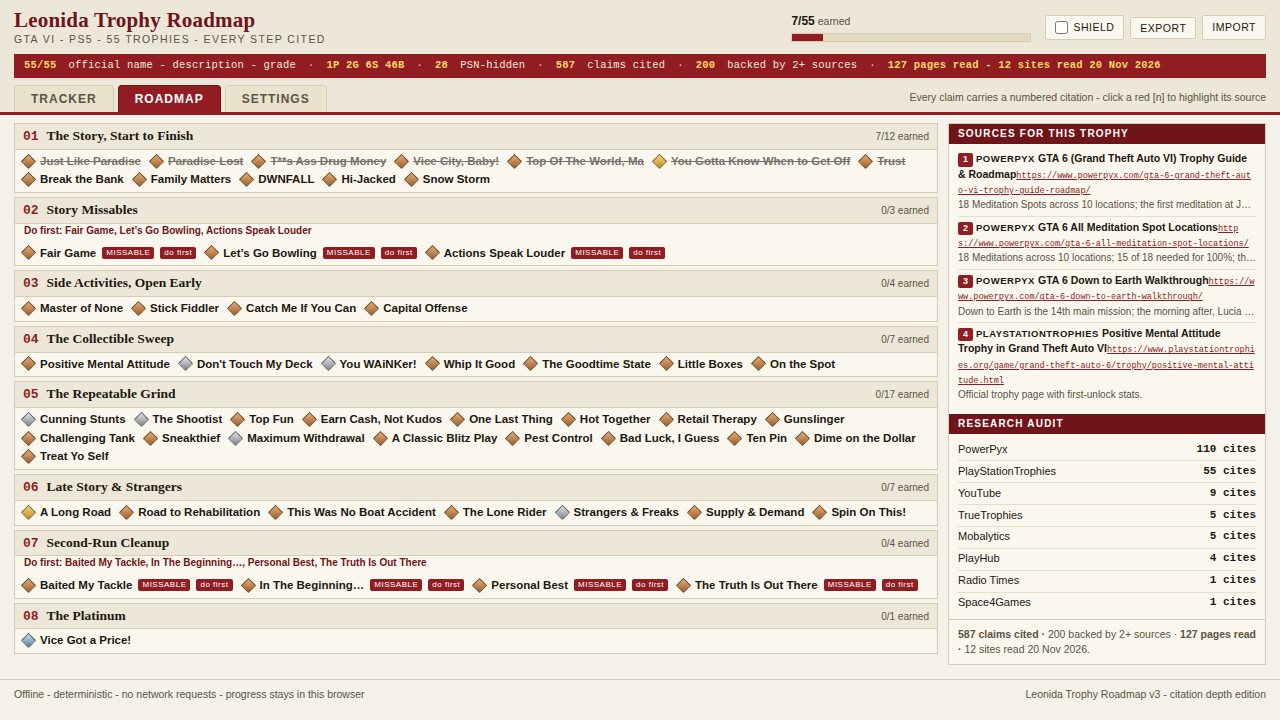 Leonida Trophy Roadmap
GTA VI - PS5 - 55 TROPHIES - EVERY STEP CITED
7/55 earned
SHIELD
EXPORT
IMPORT
55/55 official name - description - grade · 1P 2G 6S 46B · 28 PSN-hidden · 587 claims cited · 200 backed by 2+ sources · 127 pages read - 12 sites read 20 Nov 2026
TRACKER
ROADMAP
SETTINGS
Every claim carries a numbered citation - click a red [n] to highlight its source
01 The Story, Start to Finish 7/12 earned
Just Like Paradise Paradise Lost T**s Ass Drug Money Vice City, Baby! Top Of The World, Ma You Gotta Know When to Get Off Trust
Break the Bank Family Matters DWNFALL Hi-Jacked Snow Storm
02 Story Missables 0/3 earned
Do first: Fair Game, Let's Go Bowling, Actions Speak Louder
Fair Game MISSABLE do first Let's Go Bowling MISSABLE do first Actions Speak Louder MISSABLE do first
03 Side Activities, Open Early 0/4 earned
Master of None Stick Fiddler Catch Me If You Can Capital Offense
04 The Collectible Sweep 0/7 earned
Positive Mental Attitude Don't Touch My Deck You WAiNKer! Whip It Good The Goodtime State Little Boxes On the Spot
05 The Repeatable Grind 0/17 earned
Cunning Stunts The Shootist Top Fun Earn Cash, Not Kudos One Last Thing Hot Together Retail Therapy Gunslinger
Challenging Tank Sneakthief Maximum Withdrawal A Classic Blitz Play Pest Control Bad Luck, I Guess Ten Pin Dime on the Dollar
Treat Yo Self
06 Late Story & Strangers 0/7 earned
A Long Road Road to Rehabilitation This Was No Boat Accident The Lone Rider Strangers & Freaks Supply & Demand Spin On This!
07 Second-Run Cleanup 0/4 earned
Do first: Baited My Tackle, In The Beginning…, Personal Best, The Truth Is Out There
Baited My Tackle MISSABLE do first In The Beginning… MISSABLE do first Personal Best MISSABLE do first The Truth Is Out There MISSABLE do first
08 The Platinum 0/1 earned
Vice Got a Price!
SOURCES FOR THIS TROPHY
1 POWERPYX GTA 6 (Grand Theft Auto VI) Trophy Guide
& Roadmaphttps://www.powerpyx.com/gta-6-grand-theft-aut
o-vi-trophy-guide-roadmap/
18 Meditation Spots across 10 locations; the first meditation at J…
2 POWERPYX GTA 6 All Meditation Spot Locationshttp
s://www.powerpyx.com/gta-6-all-meditation-spot-locations/
18 Meditations across 10 locations; 15 of 18 needed for 100%; th…
3 POWERPYX GTA 6 Down to Earth Walkthroughhttps://w
ww.powerpyx.com/gta-6-down-to-earth-walkthrough/
Down to Earth is the 14th main mission; the morning after, Lucia …
4 PLAYSTATIONTROPHIES Positive Mental Attitude
Trophy in Grand Theft Auto VIhttps://www.playstationtrophi
es.org/game/grand-theft-auto-6/trophy/positive-mental-atti
tude.html
Official trophy page with first-unlock stats.
RESEARCH AUDIT
PowerPyx 110 cites
PlayStationTrophies 55 cites
YouTube 9 cites
TrueTrophies 5 cites
Mobalytics 5 cites
PlayHub 4 cites
Radio Times 1 cites
Space4Games 1 cites
587 claims cited · 200 backed by 2+ sources · 127 pages read
· 12 sites read 20 Nov 2026.
Offline - deterministic - no network requests - progress stays in this browser
Leonida Trophy Roadmap v3 - citation depth edition